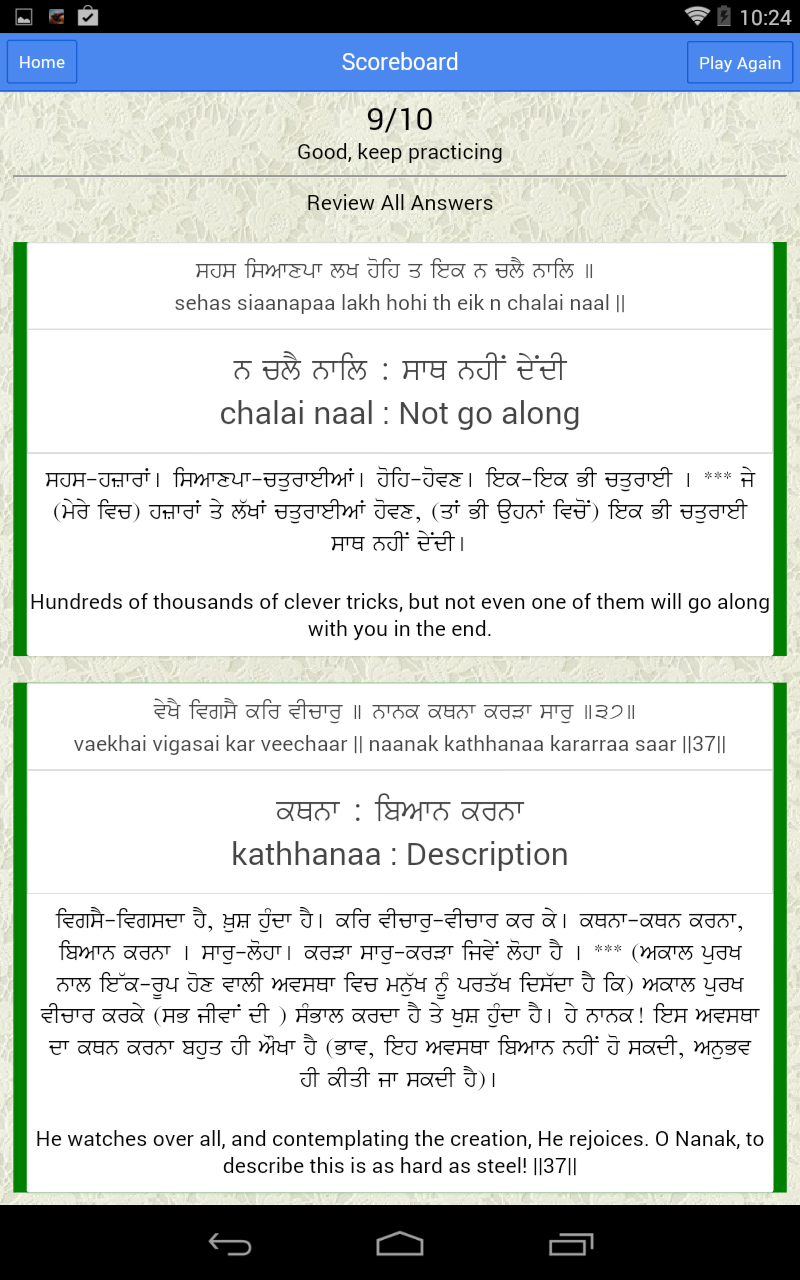 10:24
Home
Scoreboard
Play Again
9/10
Good, keep practicing
Review All Answers
ਸਹਸ ਸਿਆਣਪਾ ਲਖ ਹੋਹਿ ਤ ਇਕ ਨ ਚਲੈ ਨਾਲਿ ॥
sehas siaanapaa lakh hohi th eik n chalai naal ||
ਨ ਚਲੈ ਨਾਲਿ : ਸਾਥ ਨਹੀਂ ਦੇਂਦੀ
chalai naal : Not go along
ਸਹਸ-ਹਜ਼ਾਰਾਂ। ਸਿਆਣਪਾ-ਚਤੁਰਾਈਆਂ। ਹੋਹਿ-ਹੋਵਣ। ਇਕ-ਇਕ ਭੀ ਚਤੁਰਾਈ । *** ਜੇ
(ਮੇਰੇ ਵਿਚ) ਹਜ਼ਾਰਾਂ ਤੇ ਲੱਖਾਂ ਚਤੁਰਾਈਆਂ ਹੋਵਣ, (ਤਾਂ ਭੀ ਉਹਨਾਂ ਵਿਚੋਂ) ਇਕ ਭੀ ਚਤੁਰਾਈ
ਸਾਥ ਨਹੀਂ ਦੇਂਦੀ।
Hundreds of thousands of clever tricks, but not even one of them will go along
with you in the end.
ਵੇਖੈ ਵਿਗਸੈ ਕਰਿ ਵੀਚਾਰੁ ॥ ਨਾਨਕ ਕਥਨਾ ਕਰੜਾ ਸਾਰੁ ॥੩੭॥
vaekhai vigasai kar veechaar || naanak kathhanaa kararraa saar ||37||
ਕਥਨਾ : ਬਿਆਨ ਕਰਨਾ
kathhanaa : Description
ਵਿਗਸੈ-ਵਿਗਸਦਾ ਹੈ, ਖ਼ੁਸ਼ ਹੁੰਦਾ ਹੈ। ਕਰਿ ਵੀਚਾਰੁ-ਵੀਚਾਰ ਕਰ ਕੇ। ਕਥਨਾ-ਕਥਨ ਕਰਨਾ,
ਬਿਆਨ ਕਰਨਾ । ਸਾਰੁ-ਲੋਹਾ। ਕਰੜਾ ਸਾਰੁ-ਕਰੜਾ ਜਿਵੇਂ ਲੋਹਾ ਹੈ । *** (ਅਕਾਲ ਪੁਰਖ
ਨਾਲ ਇੱਕ-ਰੂਪ ਹੋਣ ਵਾਲੀ ਅਵਸਥਾ ਵਿਚ ਮਨੁੱਖ ਨੂੰ ਪਰਤੱਖ ਦਿਸੱਦਾ ਹੈ ਕਿ) ਅਕਾਲ ਪੁਰਖ
ਵੀਚਾਰ ਕਰਕੇ (ਸਭ ਜੀਵਾਂ ਦੀ ) ਸੰਭਾਲ ਕਰਦਾ ਹੈ ਤੇ ਖੁਸ਼ ਹੁੰਦਾ ਹੈ। ਹੇ ਨਾਨਕ! ਇਸ ਅਵਸਥਾ
ਦਾ ਕਥਨ ਕਰਨਾ ਬਹੁਤ ਹੀ ਔਖਾ ਹੈ (ਭਾਵ, ਇਹ ਅਵਸਥਾ ਬਿਆਨ ਨਹੀਂ ਹੋ ਸਕਦੀ, ਅਨੁਭਵ
ਹੀ ਕੀਤੀ ਜਾ ਸਕਦੀ ਹੈ)।
He watches over all, and contemplating the creation, He rejoices. O Nanak, to
describe this is as hard as steel! ||37||